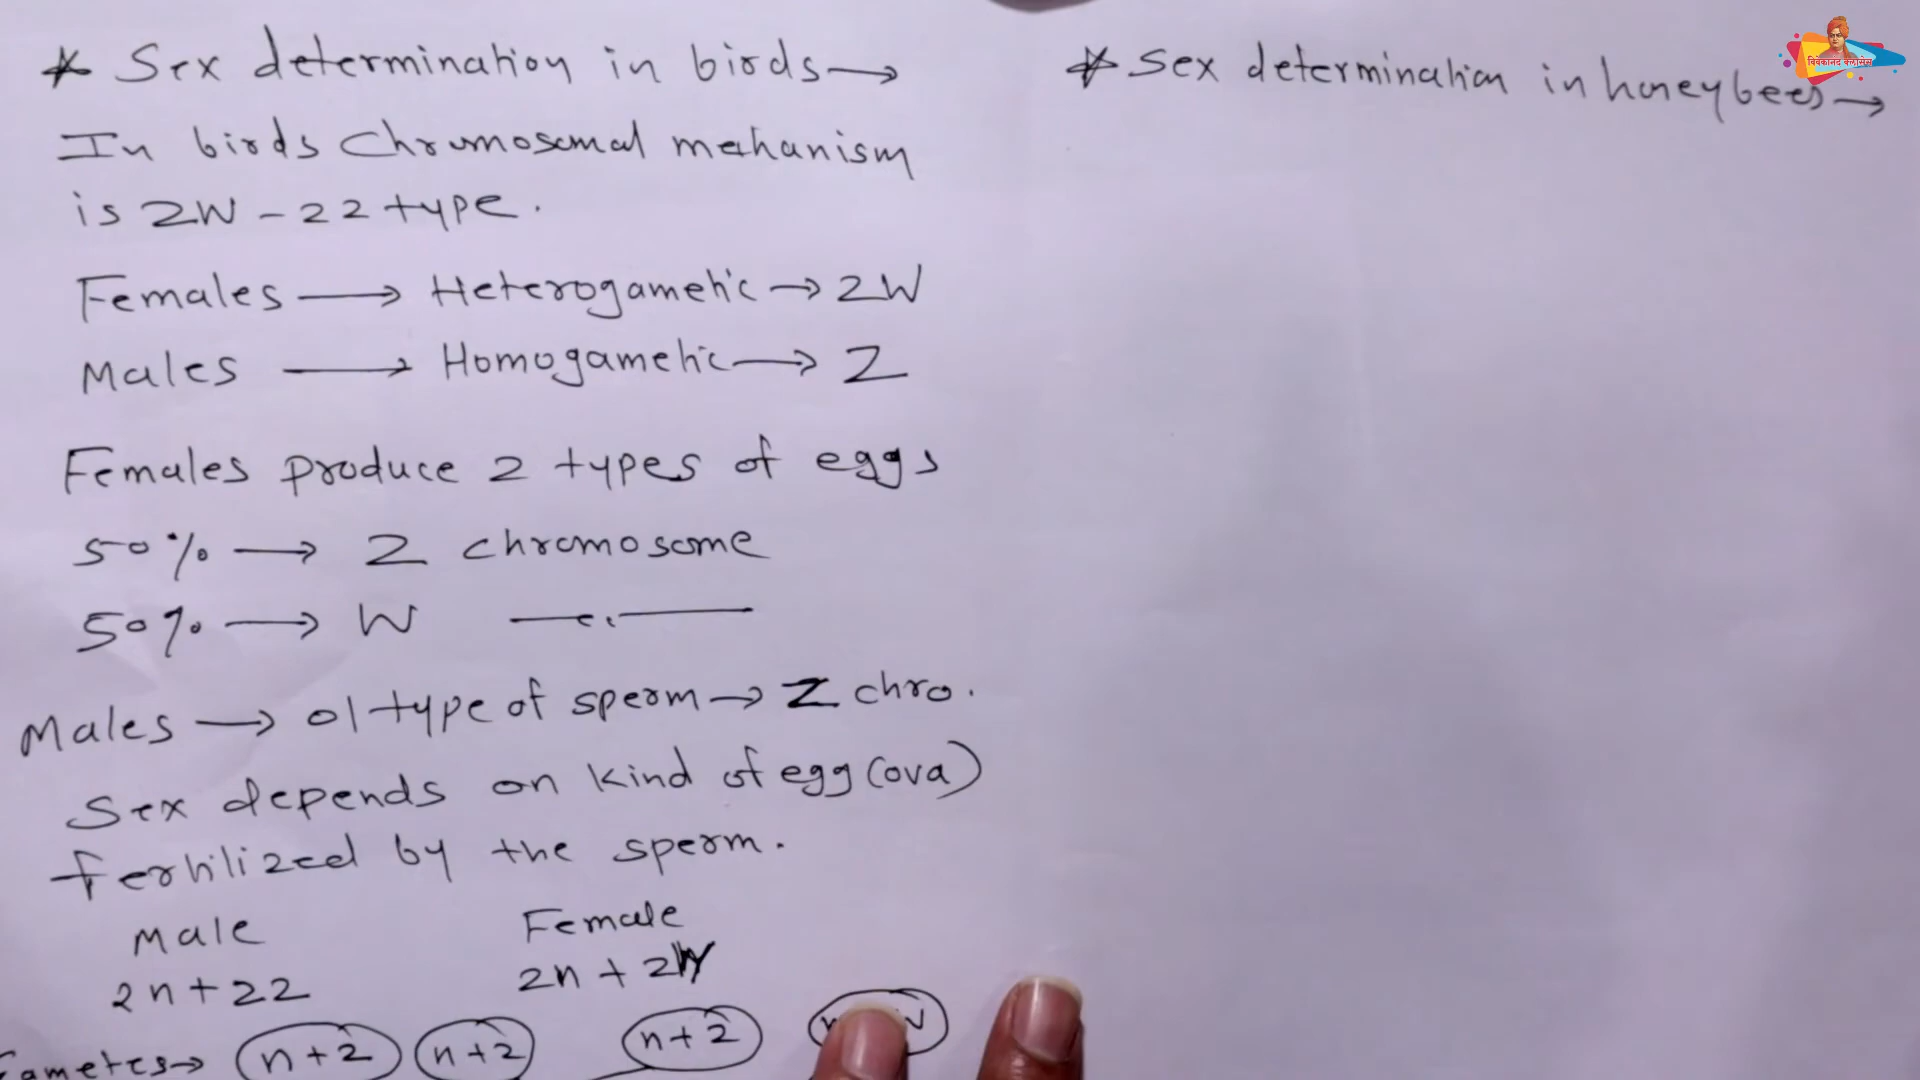 * Sex determination in birds →
In birds Chromosomal mehanism
is ZW - ZZ type.
Females → Heterogametic → ZW
Males → Homogametic → Z
Females produce 2 types of eggs
50% → Z chromosome
50% → W —〃—
Males → 01 type of sperm → Z chro.
Sex depends on kind of egg (ova)
fertilized by the sperm.
Male Female
2n + ZZ 2n + ZW
Gametes → n+Z n+Z n+Z
* Sex determination in honeybees →
विवेकानंद क्लासेस